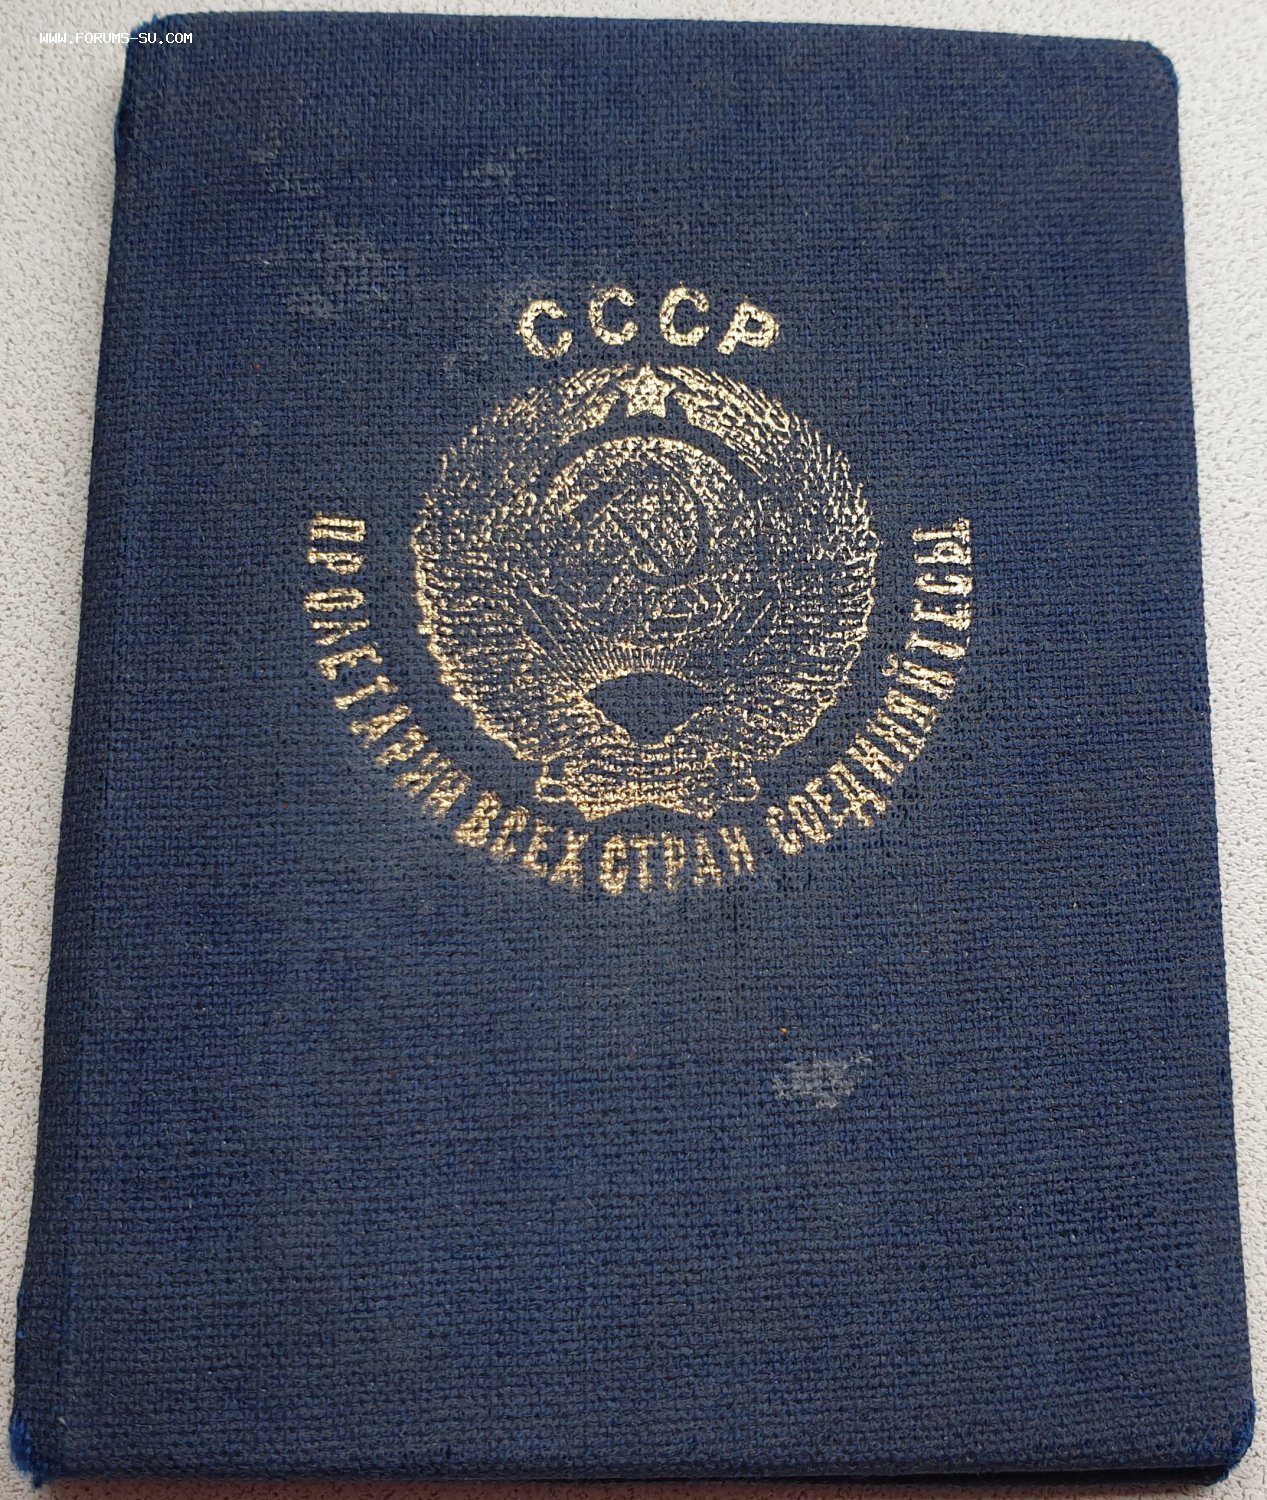 WWW.FORUMS-SU.COM
СССР
ПРОЛЕТАРИИ ВСЕХ СТРАН СОЕДИНЯЙТЕСЬ